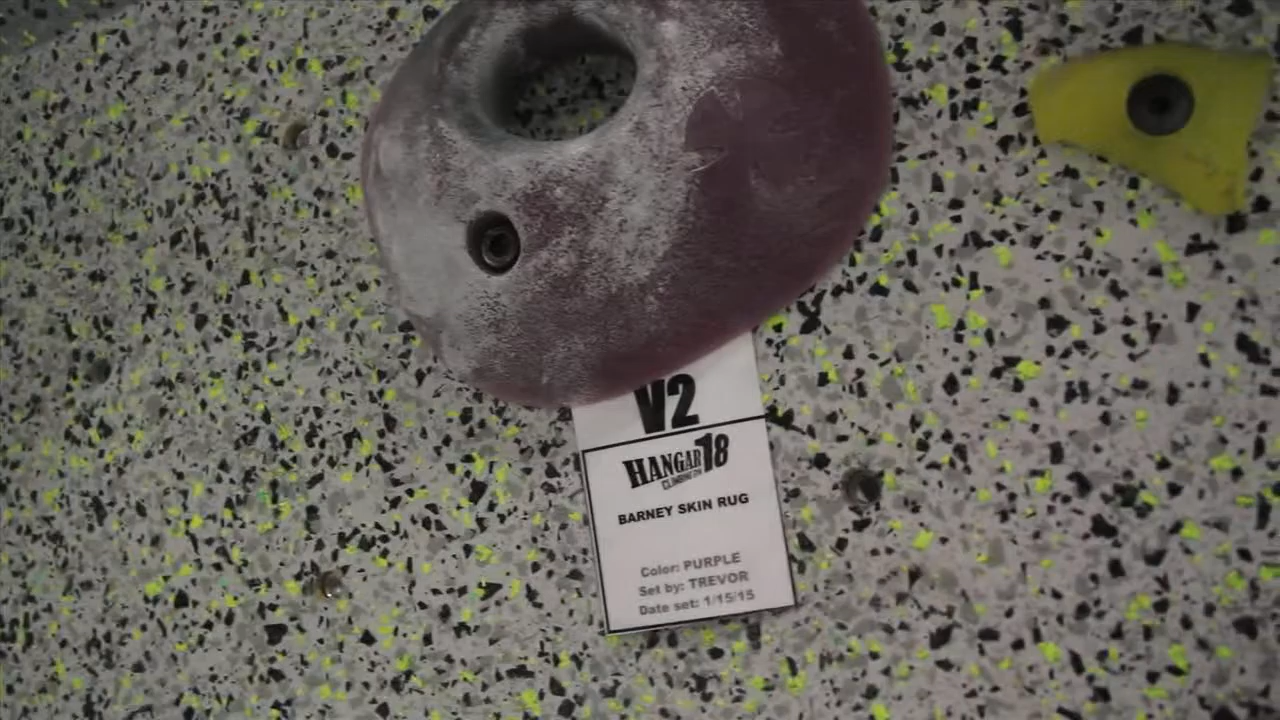 V2
HANGAR 18
CLIMBING GYM
BARNEY SKIN RUG
Color: PURPLE
Set by: TREVOR
Date set: 1/15/15